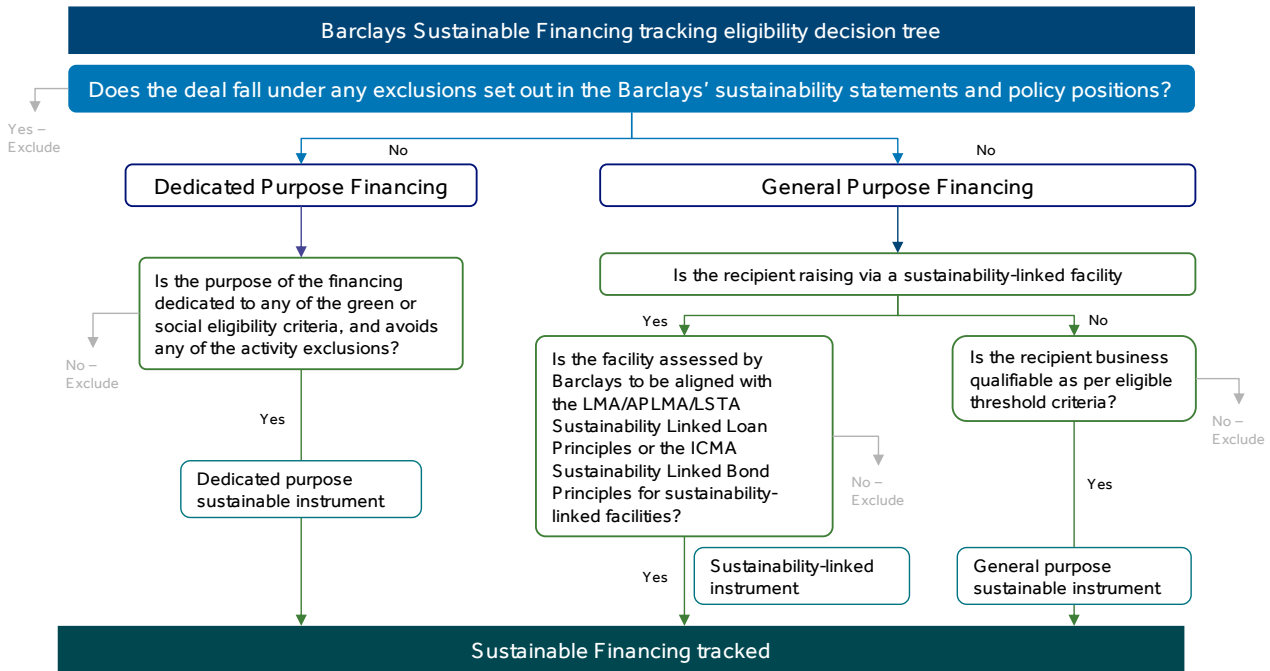 Barclays Sustainable Financing tracking eligibility decision tree
Does the deal fall under any exclusions set out in the Barclays' sustainability statements and policy positions?
Yes –
Exclude
No
No
Dedicated Purpose Financing
General Purpose Financing
Is the purpose of the financing
dedicated to any of the green or
social eligibility criteria, and avoids
any of the activity exclusions?
No –
Exclude
Yes
Dedicated purpose
sustainable instrument
Is the recipient raising via a sustainability-linked facility
Yes
No
Is the facility assessed by
Barclays to be aligned with
the LMA/APLMA/LSTA
Sustainability Linked Loan
Principles or the ICMA
Sustainability Linked Bond
Principles for sustainability-
linked facilities?
No –
Exclude
Yes
Sustainability-linked
instrument
Is the recipient business
qualifiable as per eligible
threshold criteria?
No –
Exclude
Yes
General purpose
sustainable instrument
Sustainable Financing tracked